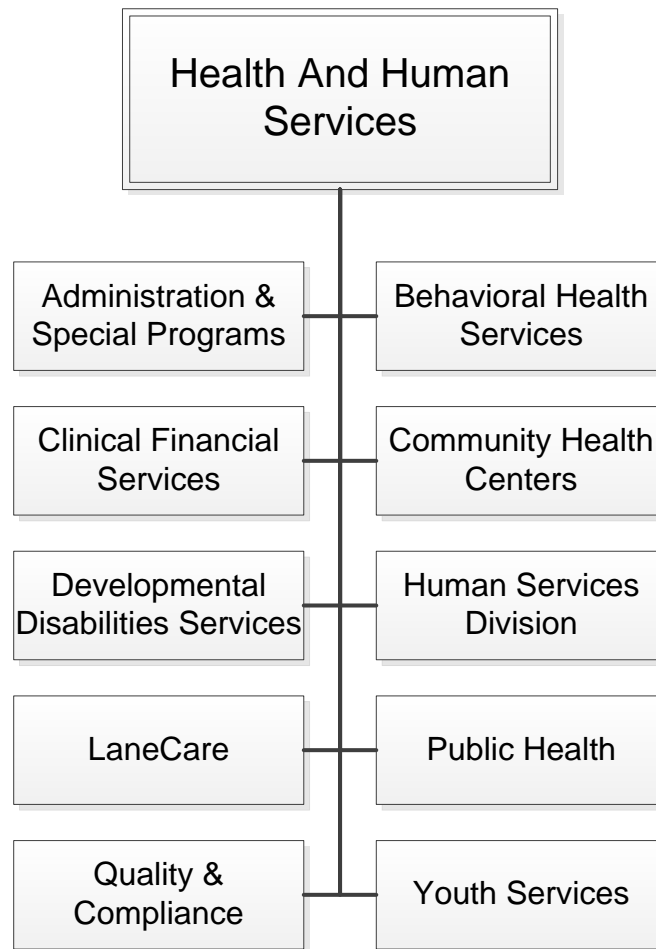 Health And Human
Services
Administration &
Special Programs
Behavioral Health
Services
Clinical Financial
Services
Community Health
Centers
Developmental
Disabilities Services
Human Services
Division
LaneCare
Public Health
Quality &
Compliance
Youth Services